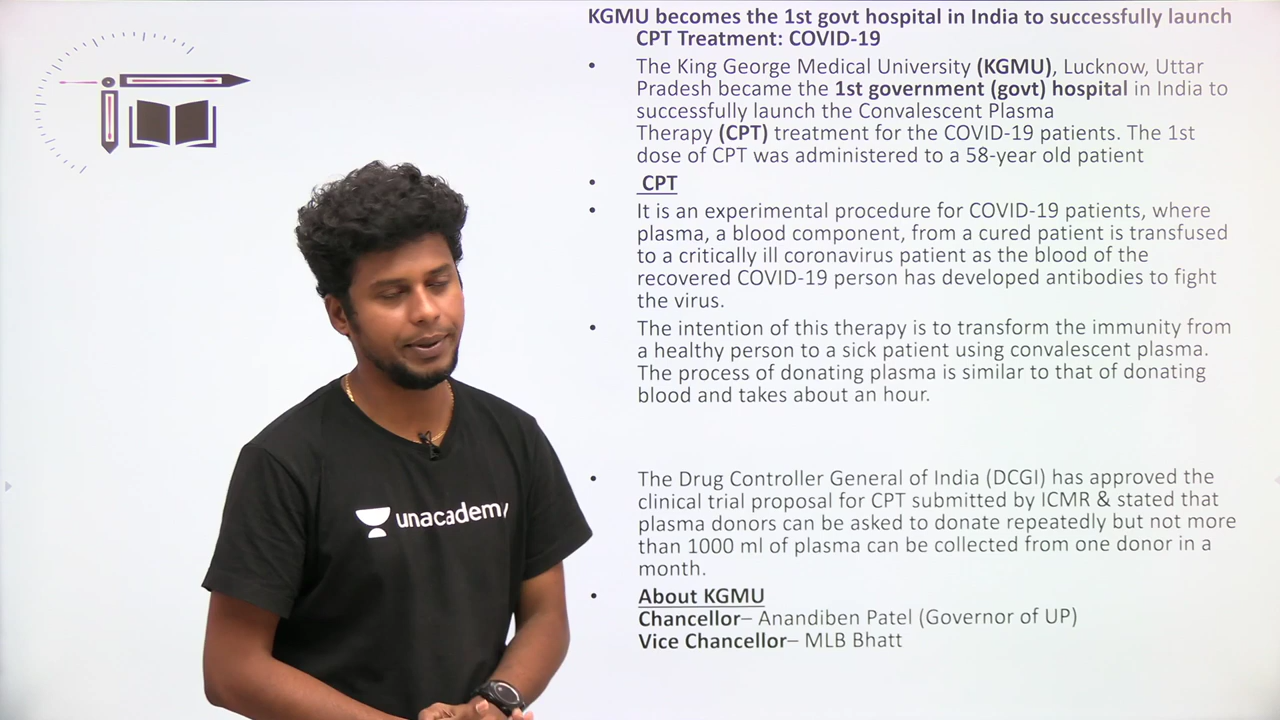 KGMU becomes the 1st govt hospital in India to successfully launch
CPT Treatment: COVID-19
• The King George Medical University (KGMU), Lucknow, Uttar
Pradesh became the 1st government (govt) hospital in India to
successfully launch the Convalescent Plasma
Therapy (CPT) treatment for the COVID-19 patients. The 1st
dose of CPT was administered to a 58-year old patient
• CPT
• It is an experimental procedure for COVID-19 patients, where
plasma, a blood component, from a cured patient is transfused
to a critically ill coronavirus patient as the blood of the
recovered COVID-19 person has developed antibodies to fight
the virus.
• The intention of this therapy is to transform the immunity from
a healthy person to a sick patient using convalescent plasma.
The process of donating plasma is similar to that of donating
blood and takes about an hour.
• The Drug Controller General of India (DCGI) has approved the
clinical trial proposal for CPT submitted by ICMR & stated that
plasma donors can be asked to donate repeatedly but not more
than 1000 ml of plasma can be collected from one donor in a
month.
• About KGMU
Chancellor– Anandiben Patel (Governor of UP)
Vice Chancellor– MLB Bhatt
unacademy